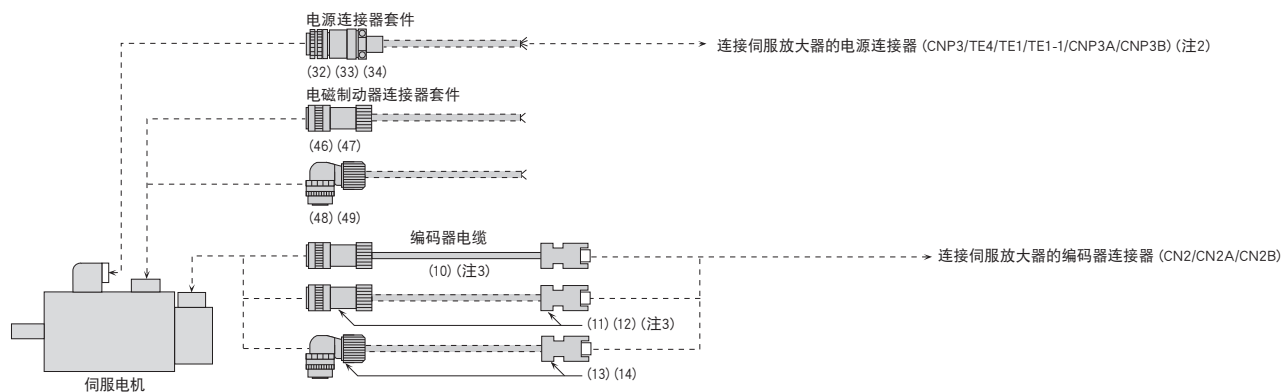 电源连接器套件
连接伺服放大器的电源连接器 (CNP3/TE4/TE1/TE1-1/CNP3A/CNP3B) (注2)
(32) (33) (34)
电磁制动器连接器套件
(46) (47)
(48) (49)
编码器电缆
连接伺服放大器的编码器连接器 (CN2/CN2A/CN2B)
(10) (注3)
(11) (12) (注3)
(13) (14)
伺服电机